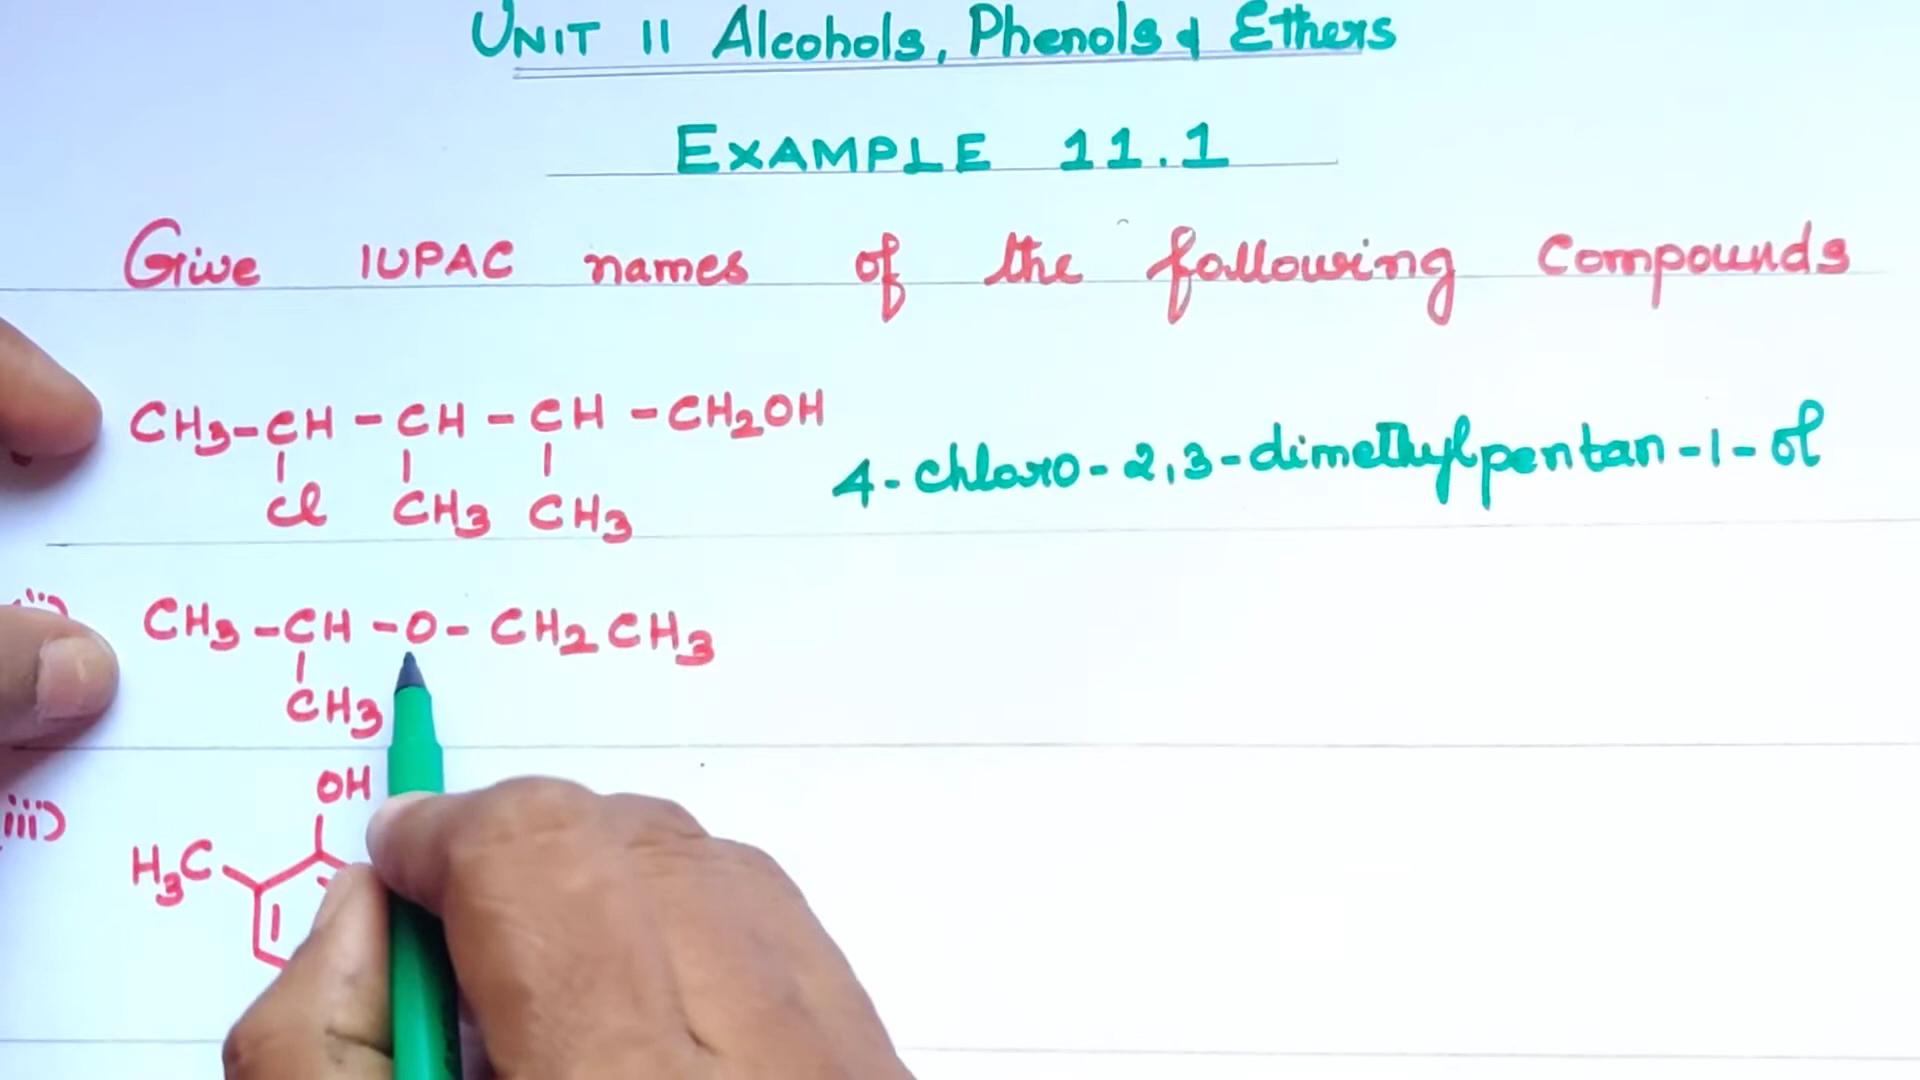 UNIT 11 Alcohols, Phenols & Ethers
EXAMPLE 11.1
Give IUPAC names of the following Compounds
CH3-CH-CH-CH-CH2OH
Cl CH3 CH3
4-chloro-2,3-dimethylpentan-1-ol
ii) CH3-CH-O-CH2CH3
CH3
iii)
OH
H3C